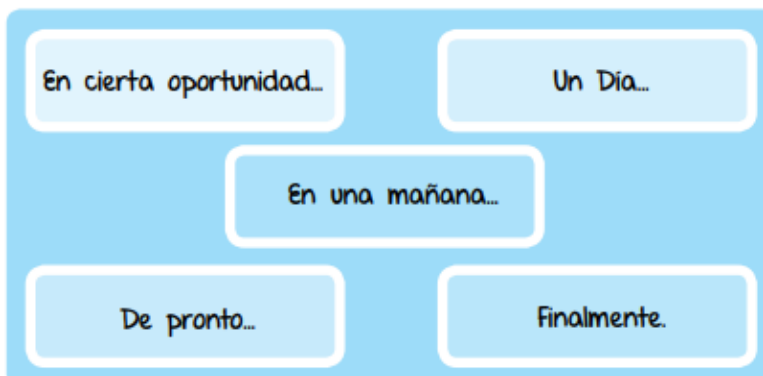 En cierta oportunidad...
Un Día...
En una mañana...
De pronto...
Finalmente.